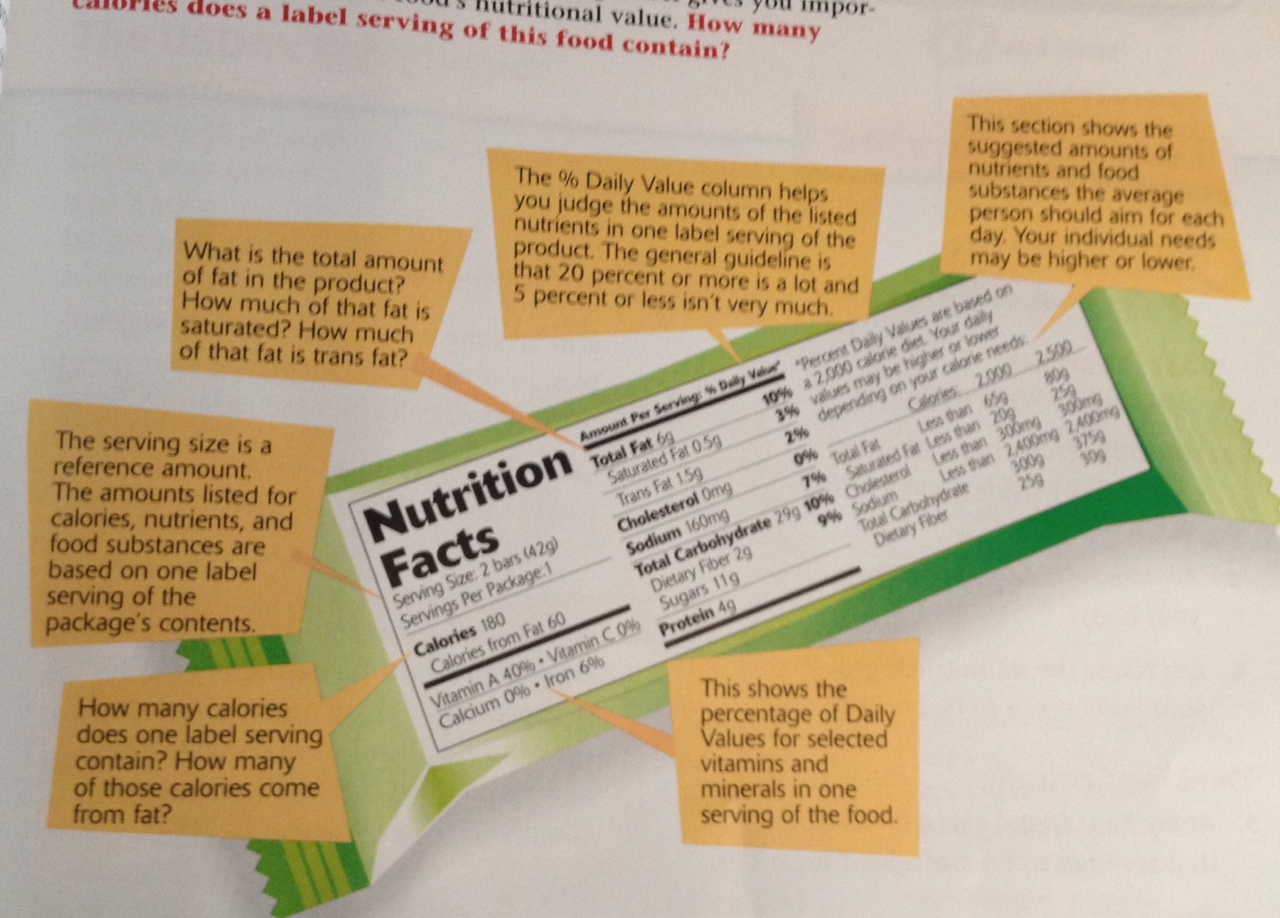 gives you impor-
food's nutritional value. How many
calories does a label serving of this food contain?
This section shows the
suggested amounts of
nutrients and food
substances the average
person should aim for each
day. Your individual needs
may be higher or lower.
The % Daily Value column helps
you judge the amounts of the listed
nutrients in one label serving of the
product. The general guideline is
that 20 percent or more is a lot and
5 percent or less isn't very much.
What is the total amount
of fat in the product?
How much of that fat is
saturated? How much
of that fat is trans fat?
The serving size is a
reference amount.
The amounts listed for
calories, nutrients, and
food substances are
based on one label
serving of the
package's contents.
How many calories
does one label serving
contain? How many
of those calories come
from fat?
Nutrition
Facts
Serving Size: 2 bars (42g)
Servings Per Package:1
Calories 180
Calories from Fat 60
Vitamin A 40% • Vitamin C 0%
Calcium 0% • Iron 6%
Amount Per Serving: % Daily Value*
Total Fat 6g 10%
Saturated Fat 0.5g 3%
Trans Fat 1.5g 2%
Cholesterol 0mg 0%
Sodium 160mg 7%
Total Carbohydrate 29g 10%
Dietary Fiber 2g 9%
Sugars 11g
Protein 4g
*Percent Daily Values are based on
a 2,000 calorie diet. Your daily
values may be higher or lower
depending on your calorie needs:
Calories: 2,000 2,500
Total Fat Less than 65g 80g
Saturated Fat Less than 20g 25g
Cholesterol Less than 300mg 300mg
Sodium Less than 2,400mg 2,400mg
Total Carbohydrate 300g 375g
Dietary Fiber 25g 30g
This shows the
percentage of Daily
Values for selected
vitamins and
minerals in one
serving of the food.